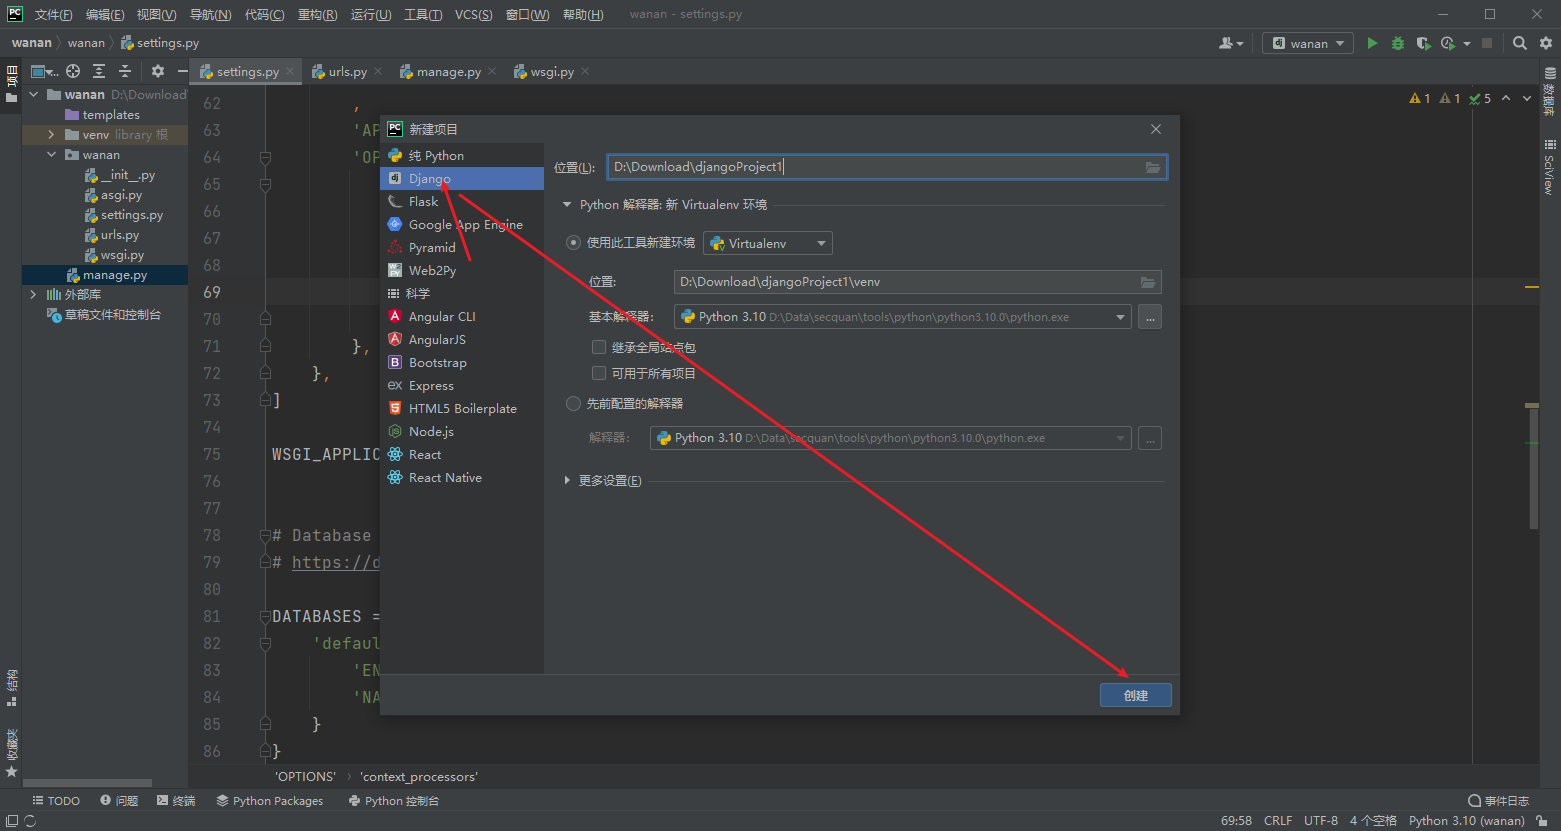 文件(F) 编辑(E) 视图(V) 导航(N) 代码(C) 重构(R) 运行(U) 工具(T) VCS(S) 窗口(W) 帮助(H) wanan - settings.py
wanan wanan settings.py
wanan
项目
settings.py urls.py manage.py wsgi.py
wanan D:\Download
templates
venv library 根
wanan
__init__.py
asgi.py
settings.py
urls.py
wsgi.py
manage.py
外部库
草稿文件和控制台
结构
收藏夹
62 ,
63 'AP
64 'OP
65
66
67
68
69
70
71 },
72 },
73 ]
74
75 WSGI_APPLIC
76
77
78 # Database
79 # https://d
80
81 DATABASES =
82 'defaul
83 'EN
84 'NA
85 }
86 }
1 1 5
数据库
SciView
新建项目
纯 Python
Django
Flask
Google App Engine
Pyramid
Web2Py
科学
Angular CLI
AngularJS
Bootstrap
Express
HTML5 Boilerplate
Node.js
React
React Native
位置(L): D:\Download\djangoProject1
Python 解释器: 新 Virtualenv 环境
使用此工具新建环境 Virtualenv
位置: D:\Download\djangoProject1\venv
基本解释器: Python 3.10 D:\Data\secquan\tools\python\python3.10.0\python.exe ...
继承全局站点包
可用于所有项目
先前配置的解释器
解释器: Python 3.10 D:\Data\secquan\tools\python\python3.10.0\python.exe ...
更多设置(E)
创建
'OPTIONS' 'context_processors'
TODO 问题 终端 Python Packages Python 控制台 事件日志
69:58 CRLF UTF-8 4 个空格 Python 3.10 (wanan)